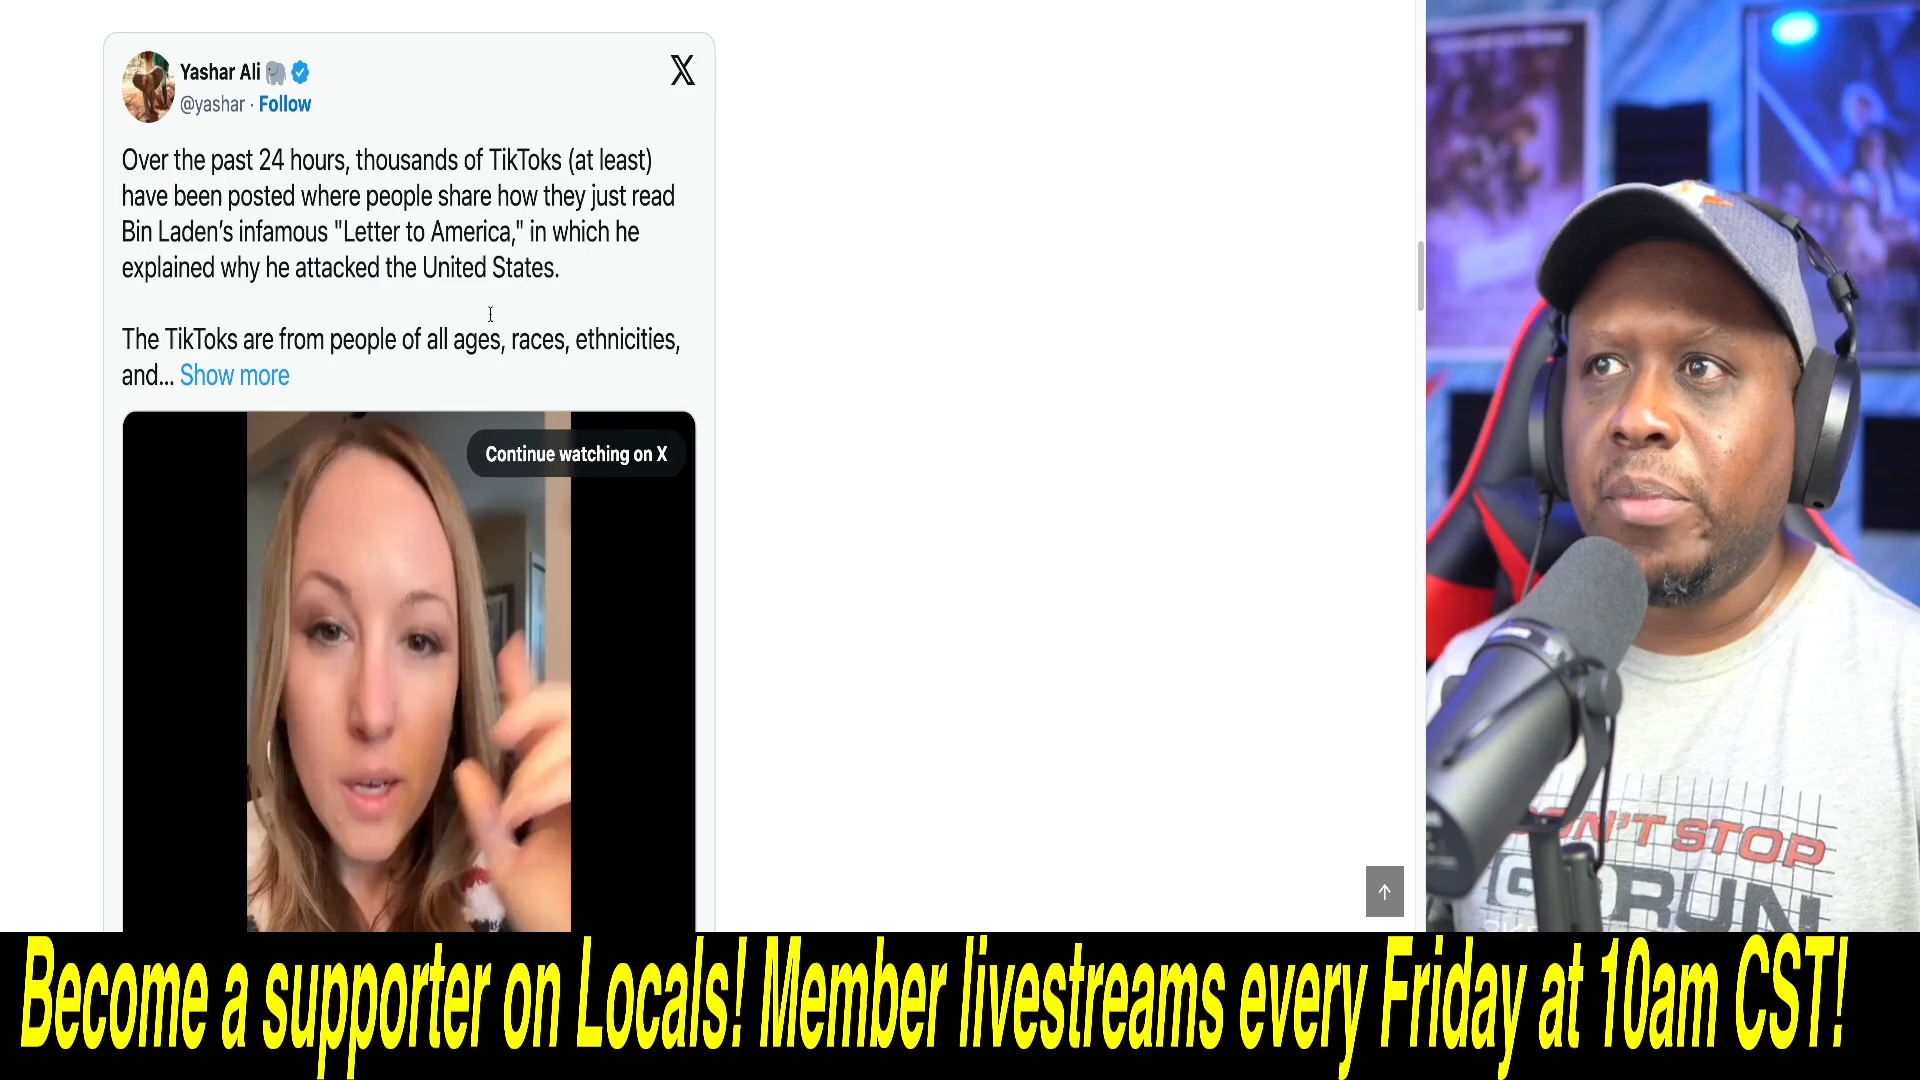 Yashar Ali
@yashar · Follow
Over the past 24 hours, thousands of TikToks (at least)
have been posted where people share how they just read
Bin Laden’s infamous "Letter to America," in which he
explained why he attacked the United States.
The TikToks are from people of all ages, races, ethnicities,
and... Show more
Continue watching on X
DON'T STOP
GORUN
Become a supporter on Locals! Member livestreams every Friday at 10am CST!